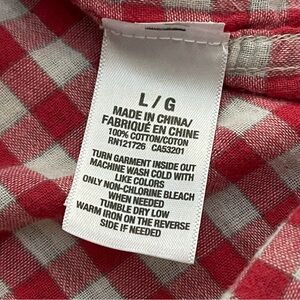 L / G
MADE IN CHINA/
FABRIQUÉ EN CHINE
100% COTTON/COTON
RN121726 CA53201
TURN GARMENT INSIDE OUT
MACHINE WASH COLD WITH
LIKE COLORS
ONLY NON-CHLORINE BLEACH
WHEN NEEDED
TUMBLE DRY LOW
WARM IRON ON THE REVERSE
SIDE IF NEEDED